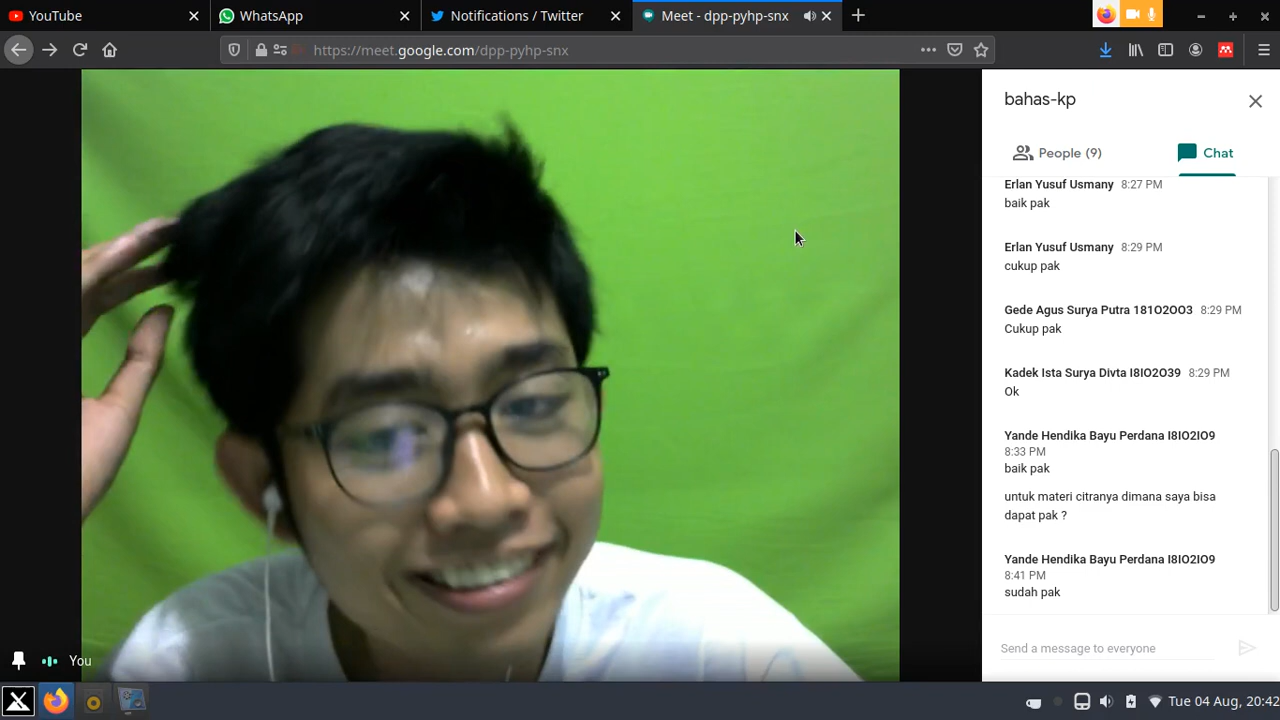 YouTube
WhatsApp
Notifications / Twitter
Meet - dpp-pyhp-snx
https://meet.google.com/dpp-pyhp-snx
bahas-kp
People (9)
Chat
Erlan Yusuf Usmany 8:27 PM
baik pak
Erlan Yusuf Usmany 8:29 PM
cukup pak
Gede Agus Surya Putra 181O2OO3 8:29 PM
Cukup pak
Kadek Ista Surya Divta I8IO2O39 8:29 PM
Ok
Yande Hendika Bayu Perdana I8IO2IO9
8:33 PM
baik pak
untuk materi citranya dimana saya bisa
dapat pak ?
Yande Hendika Bayu Perdana I8IO2IO9
8:41 PM
sudah pak
You
Send a message to everyone
Tue 04 Aug, 20:42